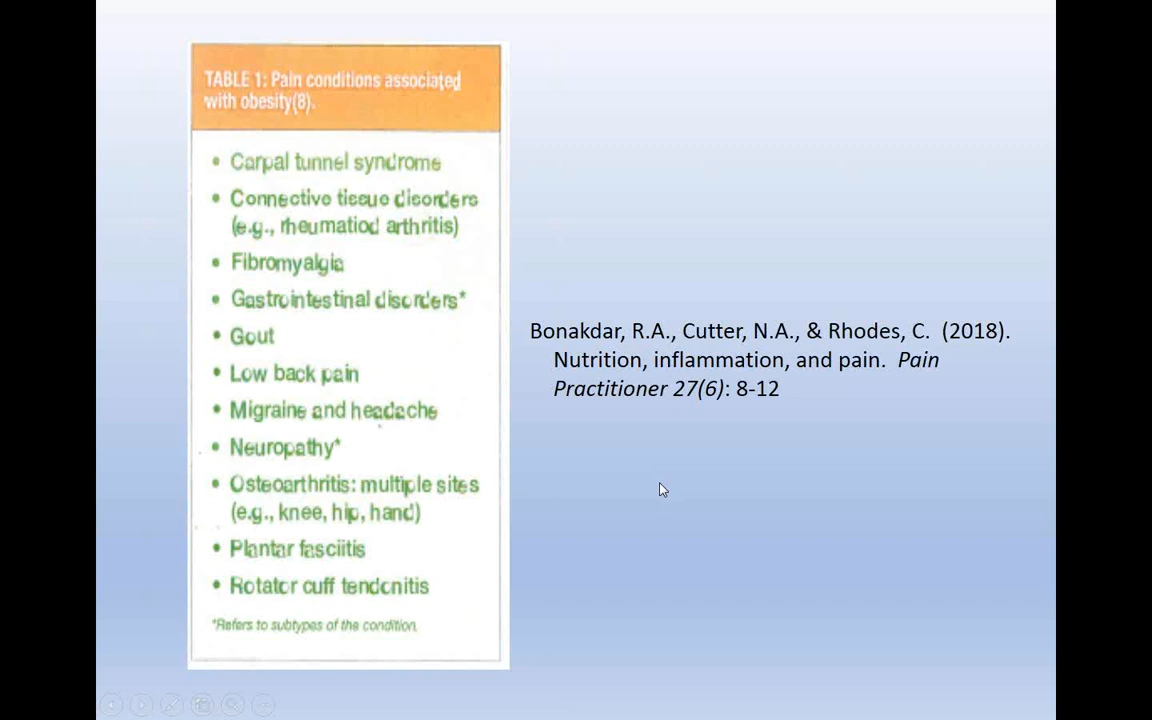 TABLE 1: Pain conditions associated
with obesity(8).
• Carpal tunnel syndrome
• Connective tissue disorders
(e.g., rheumatiod arthritis)
• Fibromyalgia
• Gastrointestinal disorders*
• Gout
• Low back pain
• Migraine and headache
• Neuropathy*
• Osteoarthritis: multiple sites
(e.g., knee, hip, hand)
• Plantar fasciitis
• Rotator cuff tendonitis
*Refers to subtypes of the condition.
Bonakdar, R.A., Cutter, N.A., & Rhodes, C. (2018).
Nutrition, inflammation, and pain. Pain
Practitioner 27(6): 8-12